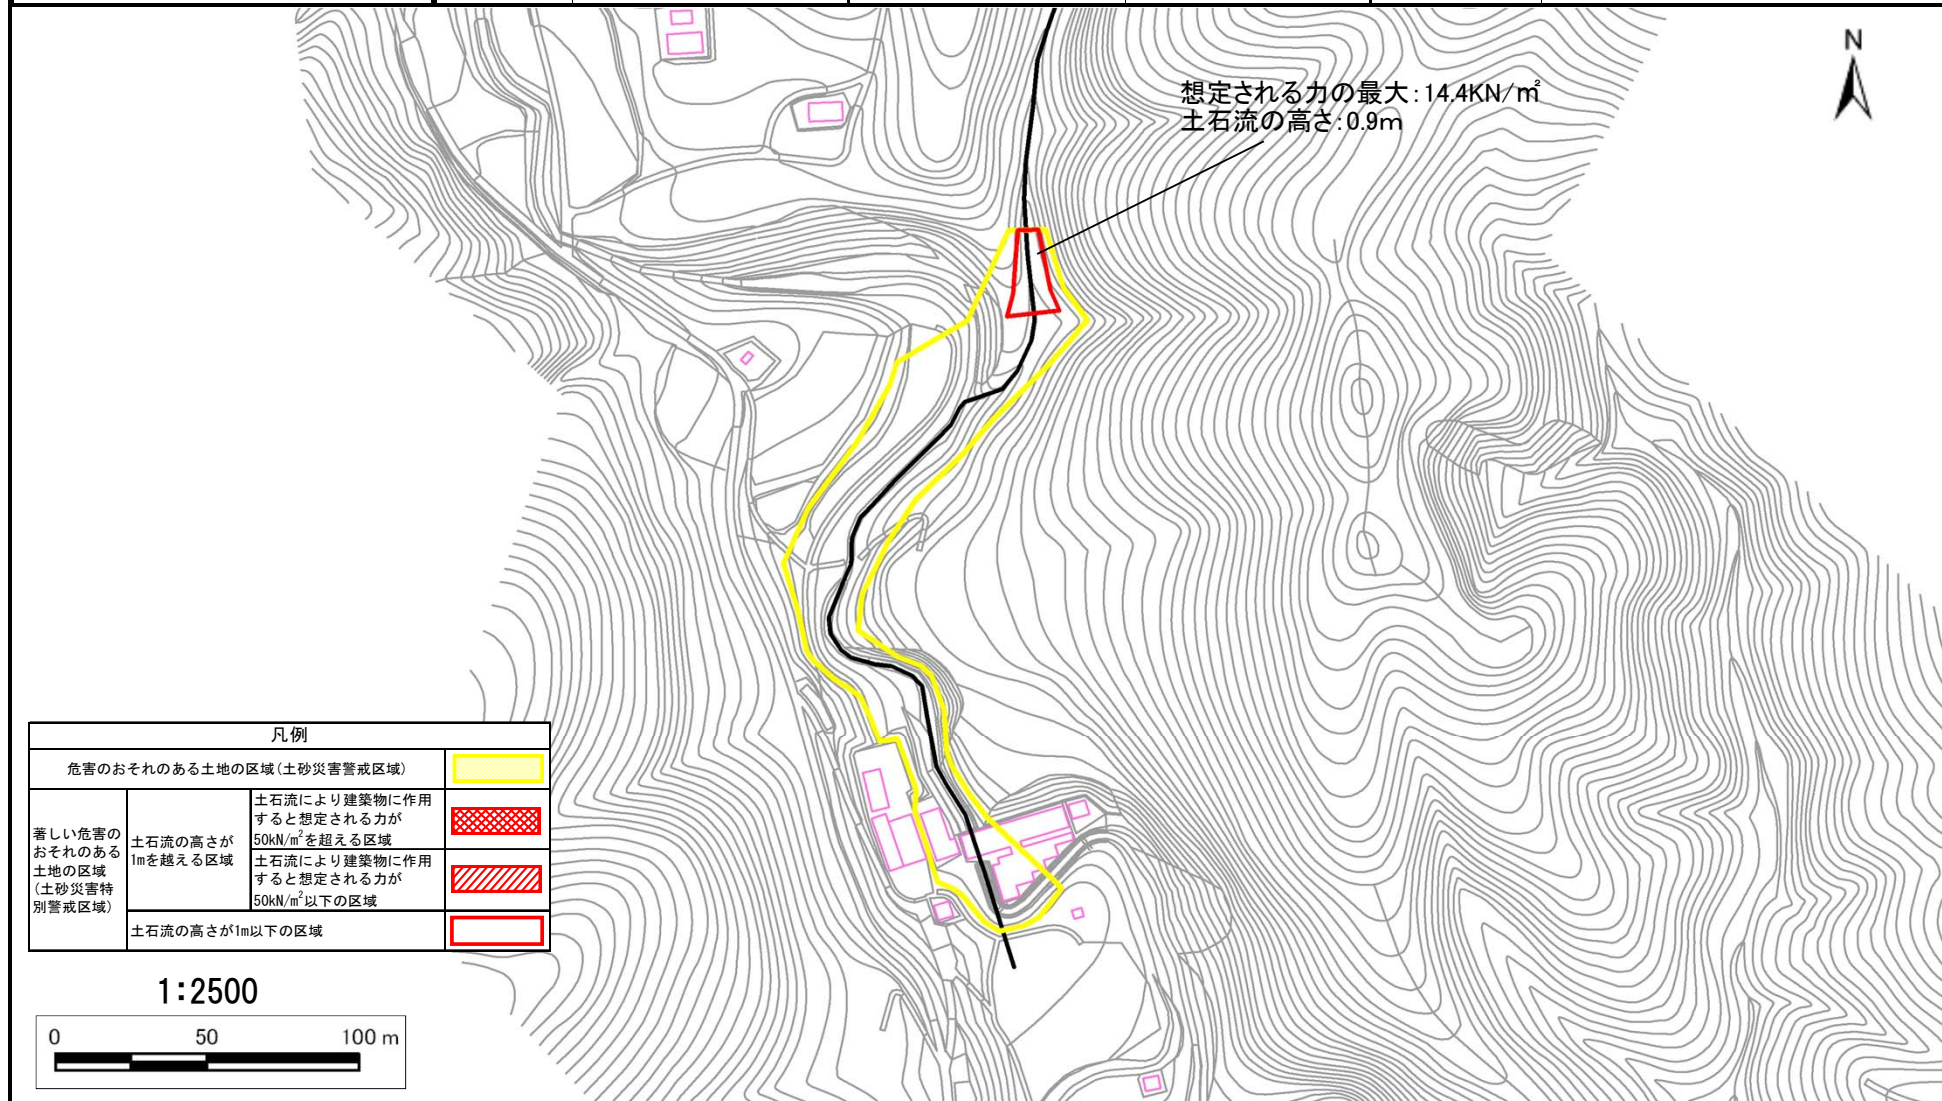 N
想定される力の最大:14.4KN/㎡
土石流の高さ:0.9m
凡例
危害のおそれのある土地の区域(土砂災害警戒区域)
著しい危害の
おそれのある
土地の区域
(土砂災害特
別警戒区域)
土石流の高さが
1mを越える区域
土石流により建築物に作用
すると想定される力が
50kN/m²を超える区域
土石流により建築物に作用
すると想定される力が
50kN/m²以下の区域
土石流の高さが1m以下の区域
1:2500
0 50 100 m